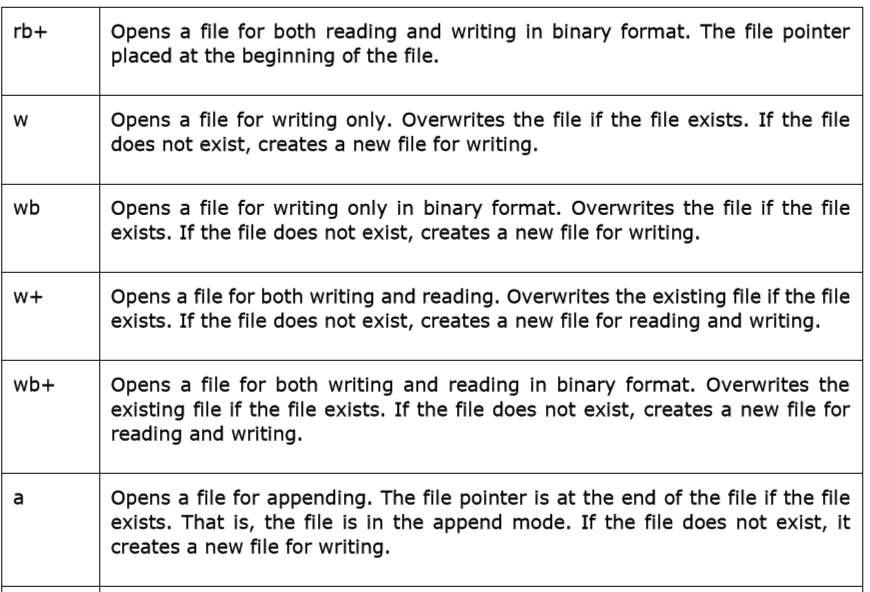 rb+ Opens a file for both reading and writing in binary format. The file pointer
placed at the beginning of the file.
w Opens a file for writing only. Overwrites the file if the file exists. If the file
does not exist, creates a new file for writing.
wb Opens a file for writing only in binary format. Overwrites the file if the file
exists. If the file does not exist, creates a new file for writing.
w+ Opens a file for both writing and reading. Overwrites the existing file if the file
exists. If the file does not exist, creates a new file for reading and writing.
wb+ Opens a file for both writing and reading in binary format. Overwrites the
existing file if the file exists. If the file does not exist, creates a new file for
reading and writing.
a Opens a file for appending. The file pointer is at the end of the file if the file
exists. That is, the file is in the append mode. If the file does not exist, it
creates a new file for writing.